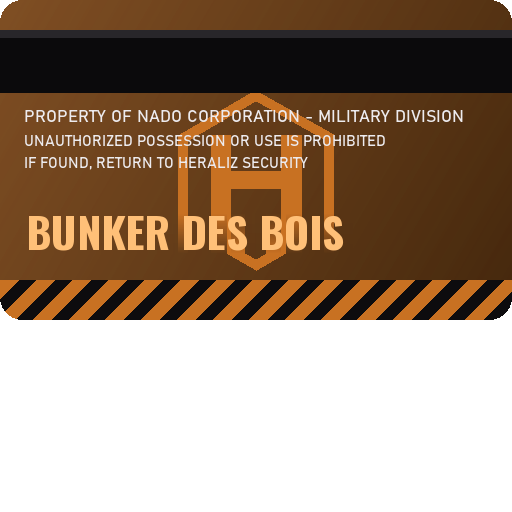 PROPERTY OF NADO CORPORATION - MILITARY DIVISION
UNAUTHORIZED POSSESSION OR USE IS PROHIBITED
IF FOUND, RETURN TO HERALIZ SECURITY
H
BUNKER DES BOIS